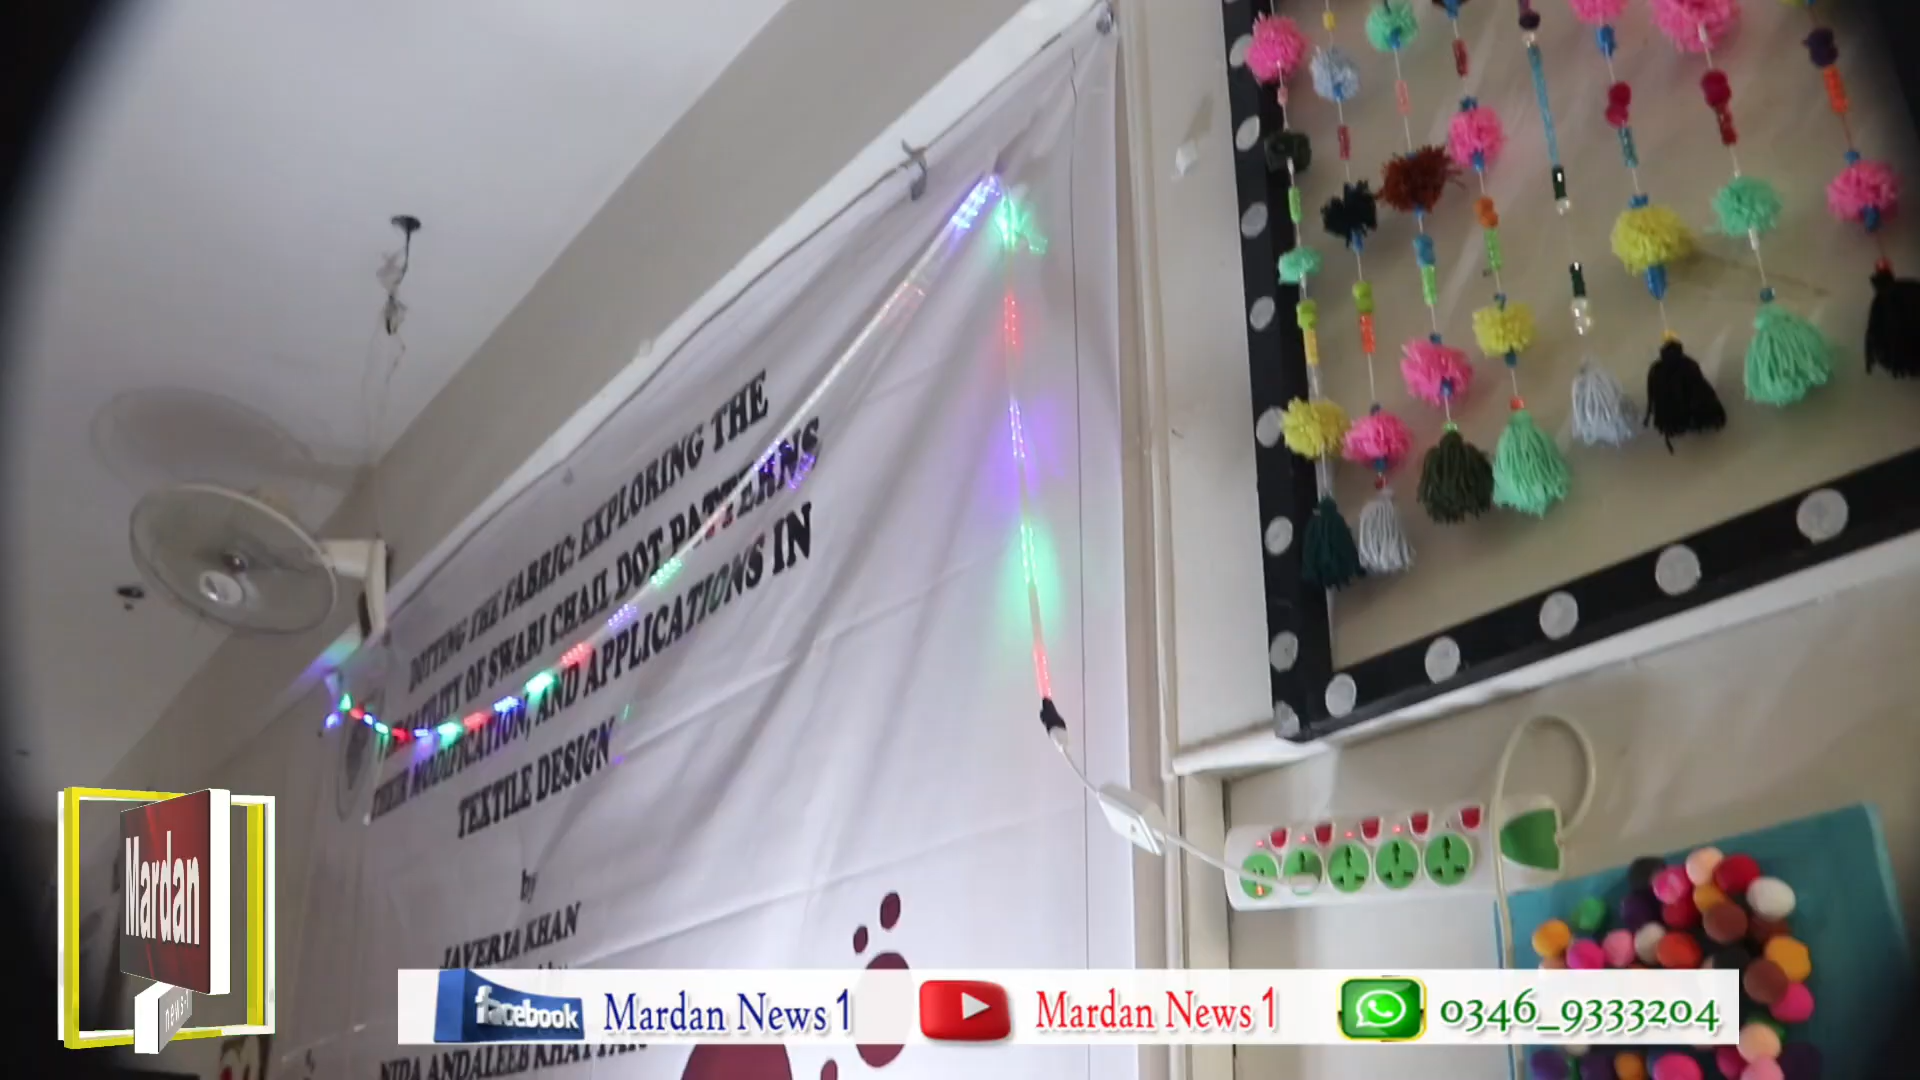 DOTTING THE FABRIC: EXPLORING THE
VERSATILITY OF SWABI CHAIL DOT PATTERNS
THEIR MODIFICATION, AND APPLICATIONS IN
TEXTILE DESIGN
by
JAVERIA KHAN
NIDA ANDALEEB KHATTAK
Mardan
news-1
facebook Mardan News 1
Mardan News 1
0346_9333204